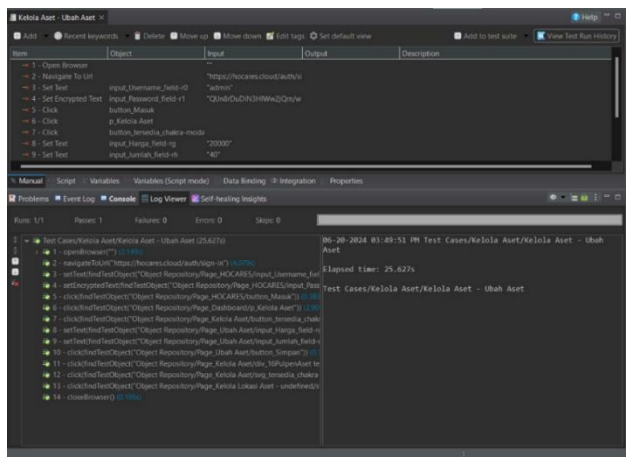 Kelola Aset - Ubah Aset
Help
Add Recent keywords Delete Move up Move down Edit tags Set default view Add to test suite View Test Run History
Item Object Input Output Description
1 - Open Browser ""
2 - Navigate To Url "https://hocares.cloud/auth/si
3 - Set Text input_Username_field-r0 "admin"
4 - Set Encrypted Text input_Password_field-r1
5 - Click button_Masuk
6 - Click p_Kelola Aset
7 - Click button_tersedia_chakra-moda
8 - Set Text input_Harga_field-rg "20000"
9 - Set Text input_Jumlah_field-rh "40"
Manual Script Variables Variables (Script mode) Data Binding Integration Properties
Problems Event Log Console Log Viewer Self-healing Insights
Runs: 1/1 Passes: 1 Failures: 0 Errors: 0 Skips: 0
Test Cases/Kelola Aset/Kelola Aset - Ubah Aset (25,627s)
1 - openBrowser("")
2 - navigateToUrl("https://hocares.cloud/auth/sign-in")
3 - setText(findTestObject("Object Repository/Page_HOCARES/input_Username_fiel
4 - setEncryptedText(findTestObject("Object Repository/Page_HOCARES/input_Pass
5 - click(findTestObject("Object Repository/Page_HOCARES/button_Masuk"))
6 - click(findTestObject("Object Repository/Page_Dashboard/p_Kelola Aset"))
7 - click(findTestObject("Object Repository/Page_Kelola Aset/button_tersedia_chakr
8 - setText(findTestObject("Object Repository/Page_Ubah Aset/input_Harga_field-r
9 - setText(findTestObject("Object Repository/Page_Ubah Aset/input_Jumlah_field-r
10 - click(findTestObject("Object Repository/Page_Ubah Aset/button_Simpan"))
11 - click(findTestObject("Object Repository/Page_Kelola Aset/div_16PulpenAset te
12 - click(findTestObject("Object Repository/Page_Kelola Aset/svg_tersedia_chakra
13 - click(findTestObject("Object Repository/Page_Kelola Lokasi Aset - undefined/s
14 - closeBrowser()
06-20-2024 03:49:51 PM Test Cases/Kelola Aset/Kelola Aset - Ubah
Aset
Elapsed time: 25.627s
Test Cases/Kelola Aset/Kelola Aset - Ubah Aset